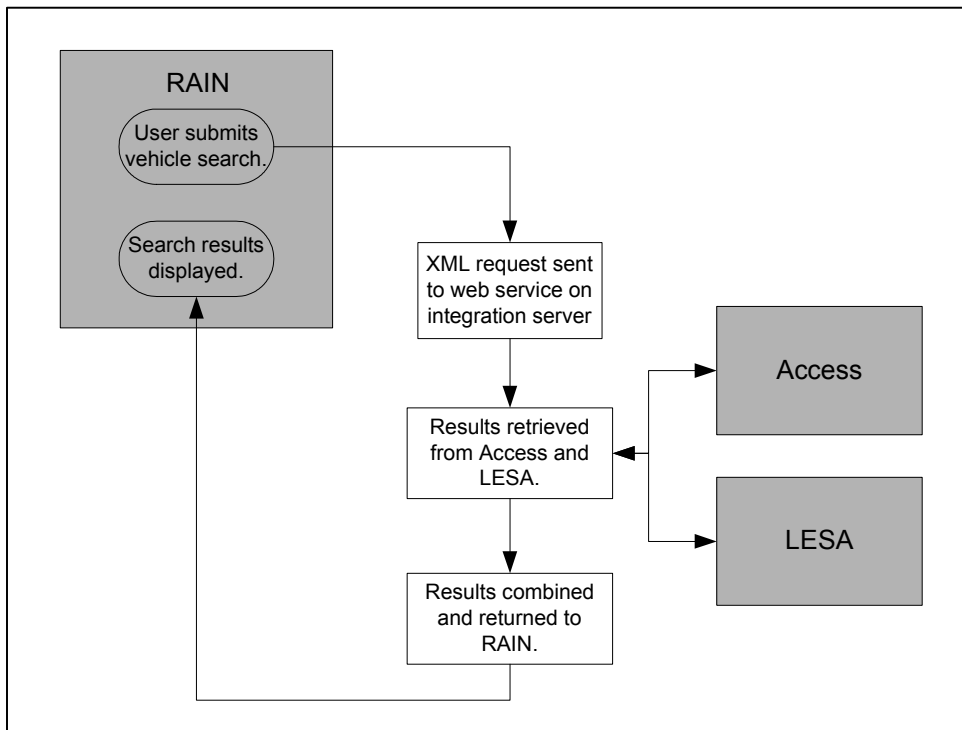 RAIN
User submits
vehicle search.
Search results
displayed.
XML request sent
to web service on
integration server
Access
Results retrieved
from Access and
LESA.
LESA
Results combined
and returned to
RAIN.